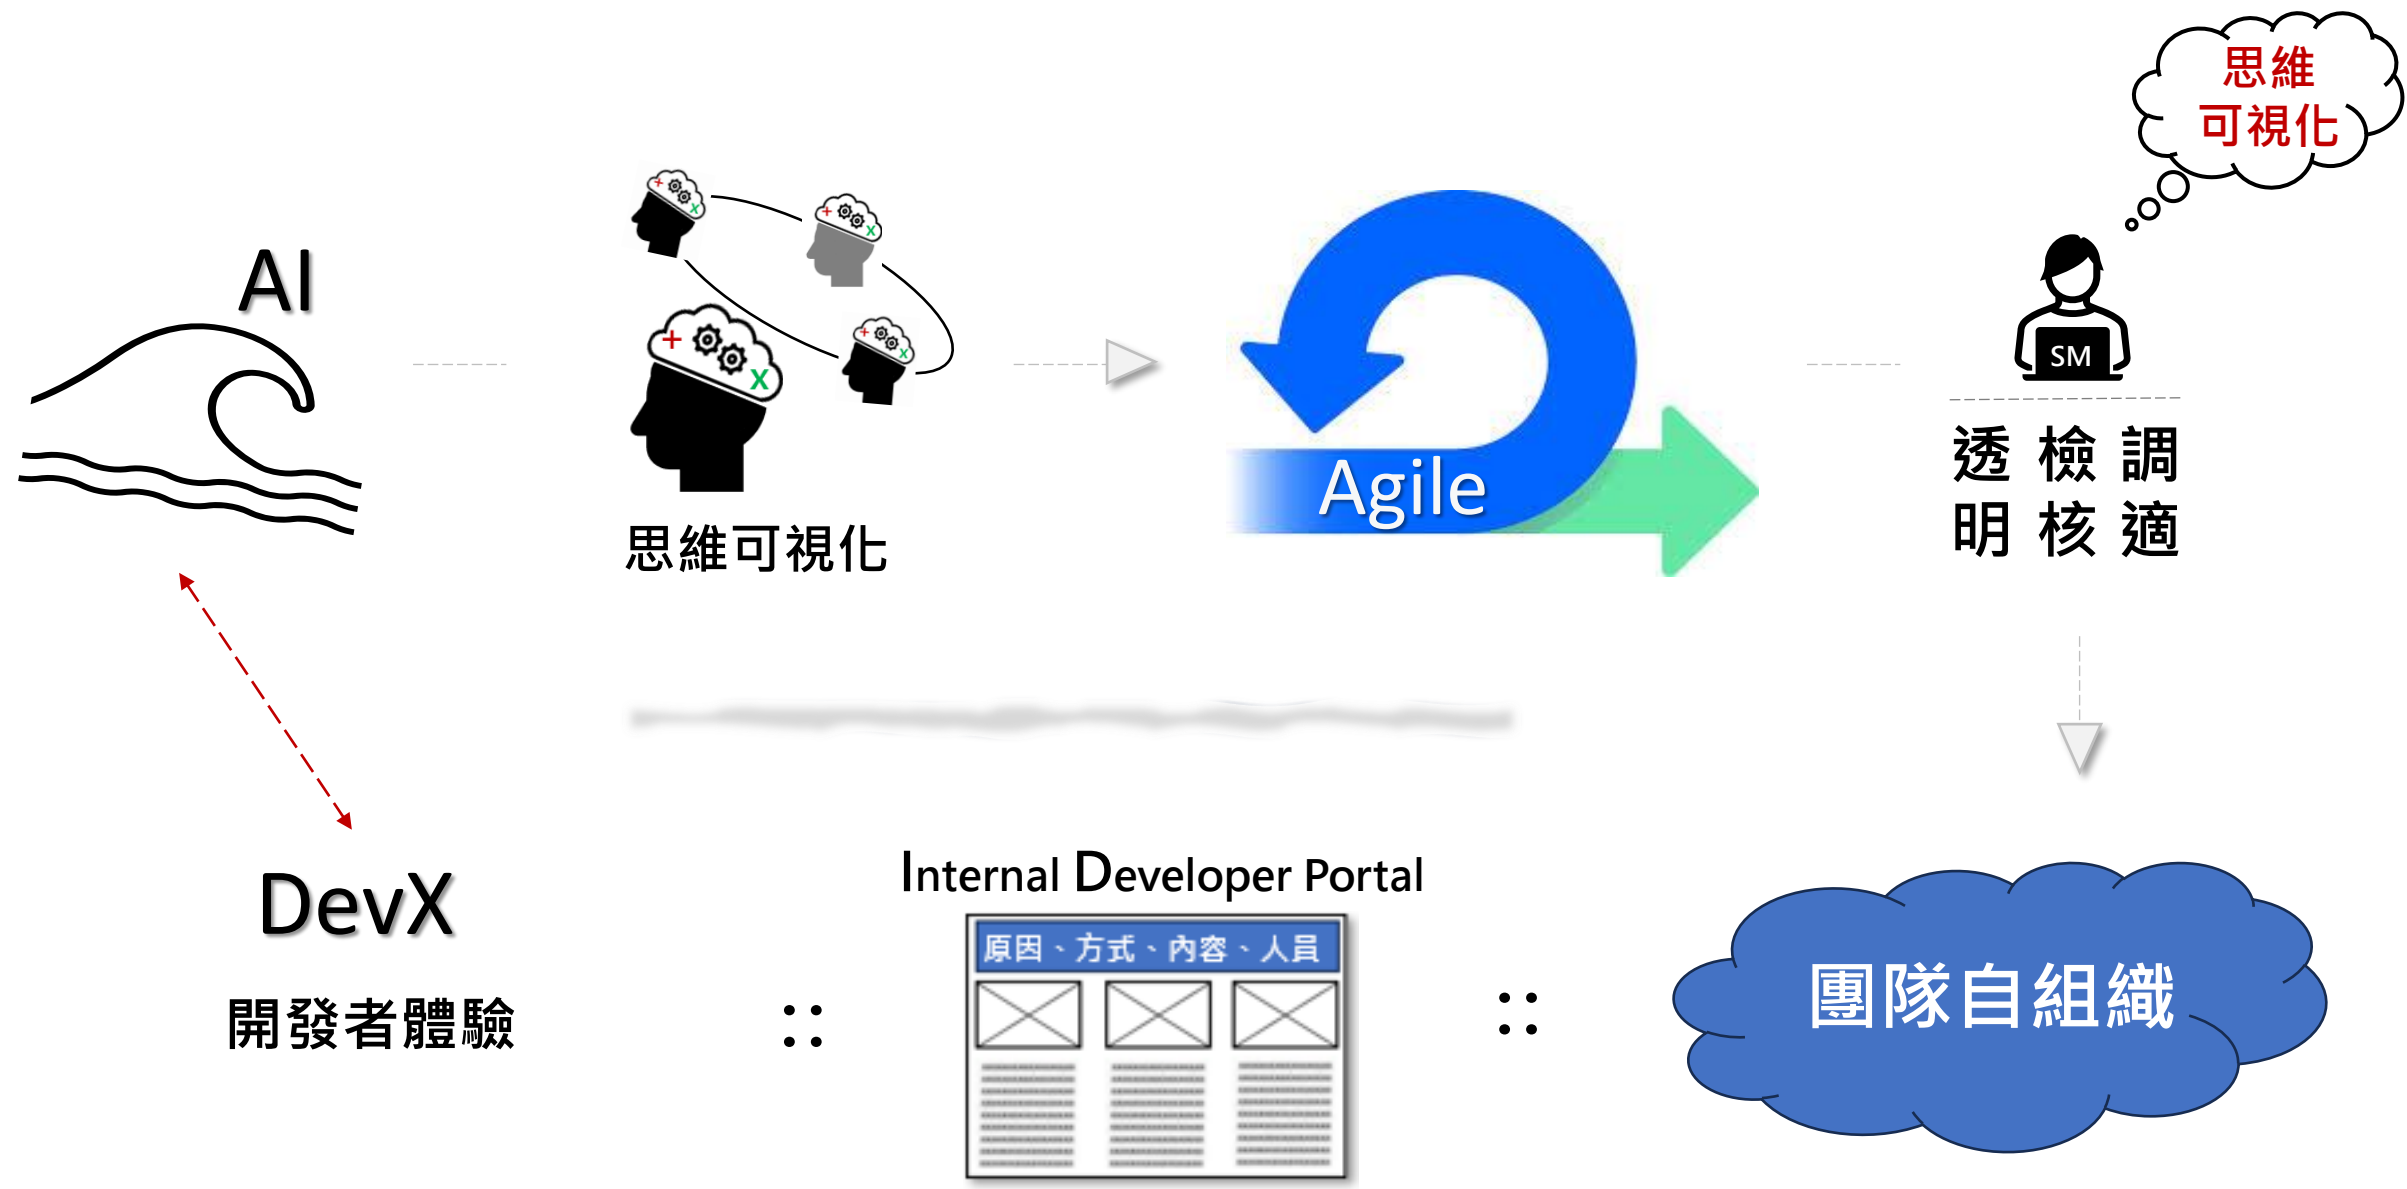 思維
可視化
AI
思維可視化
Agile
SM
透 檢 調
明 核 適
Internal Developer Portal
原因、方式、內容、人員
DevX
開發者體驗
團隊自組織